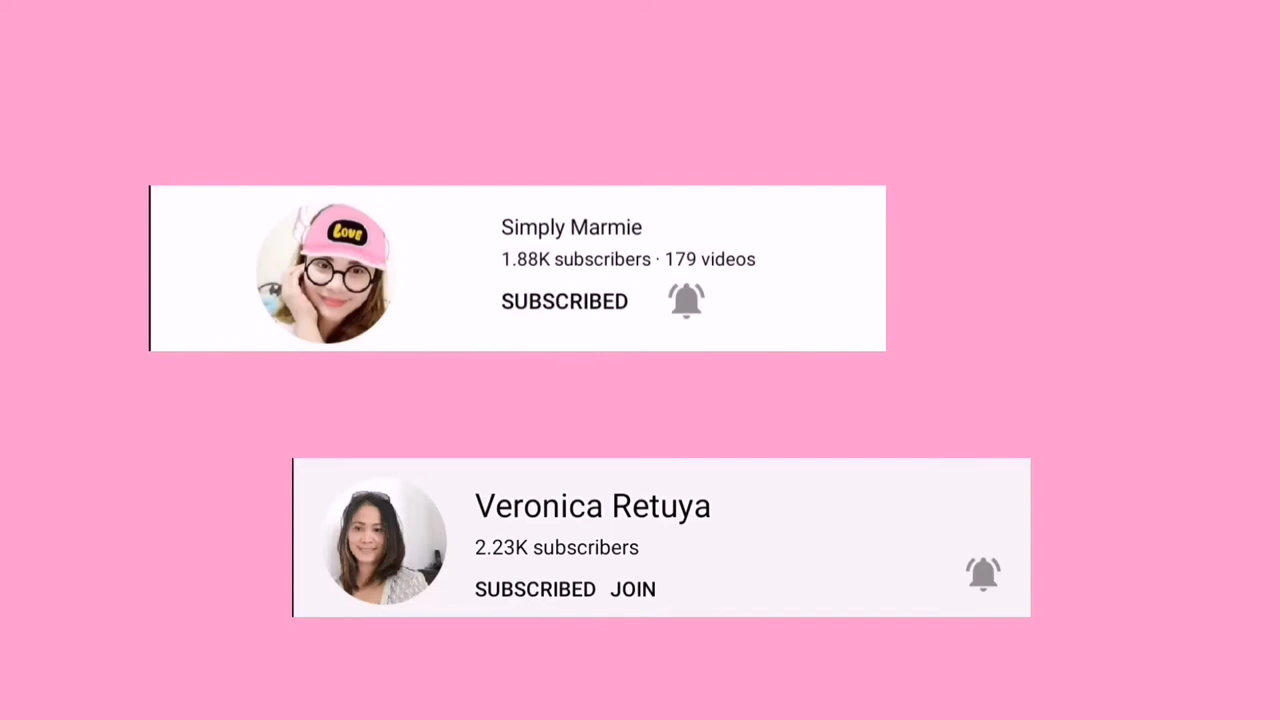 LOVE
Simply Marmie
1.88K subscribers · 179 videos
SUBSCRIBED
Veronica Retuya
2.23K subscribers
SUBSCRIBED JOIN